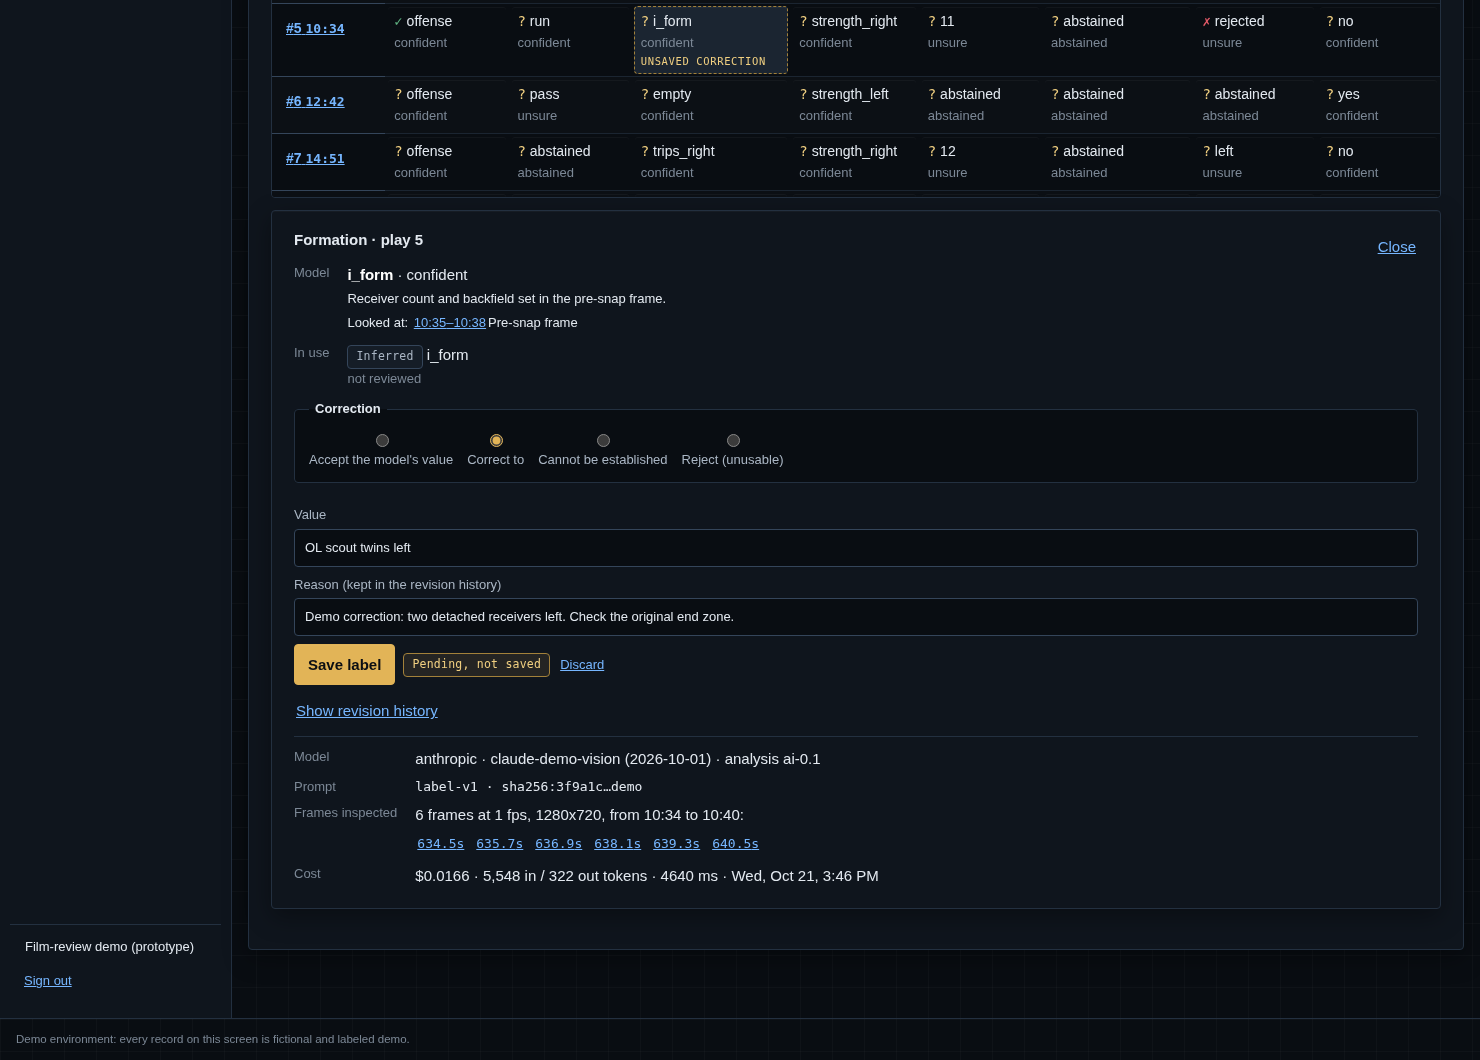 #5 10:34 ✓ offense ? run ? i_form ? strength_right ? 11 ? abstained ✗ rejected ? no
confident confident confident confident unsure abstained unsure confident
UNSAVED CORRECTION
#6 12:42 ? offense ? pass ? empty ? strength_left ? abstained ? abstained ? abstained ? yes
confident unsure confident confident abstained abstained abstained confident
#7 14:51 ? offense ? abstained ? trips_right ? strength_right ? 12 ? abstained ? left ? no
confident abstained confident confident unsure abstained unsure confident
Formation · play 5
Close
Model i_form · confident
Receiver count and backfield set in the pre-snap frame.
Looked at: 10:35–10:38 Pre-snap frame
In use Inferred i_form
not reviewed
Correction
Accept the model's value Correct to Cannot be established Reject (unusable)
Value
OL scout twins left
Reason (kept in the revision history)
Demo correction: two detached receivers left. Check the original end zone.
Save label Pending, not saved Discard
Show revision history
Model anthropic · claude-demo-vision (2026-10-01) · analysis ai-0.1
Prompt label-v1 · sha256:3f9a1c…demo
Frames inspected 6 frames at 1 fps, 1280x720, from 10:34 to 10:40:
634.5s 635.7s 636.9s 638.1s 639.3s 640.5s
Cost $0.0166 · 5,548 in / 322 out tokens · 4640 ms · Wed, Oct 21, 3:46 PM
Film-review demo (prototype)
Sign out
Demo environment: every record on this screen is fictional and labeled demo.